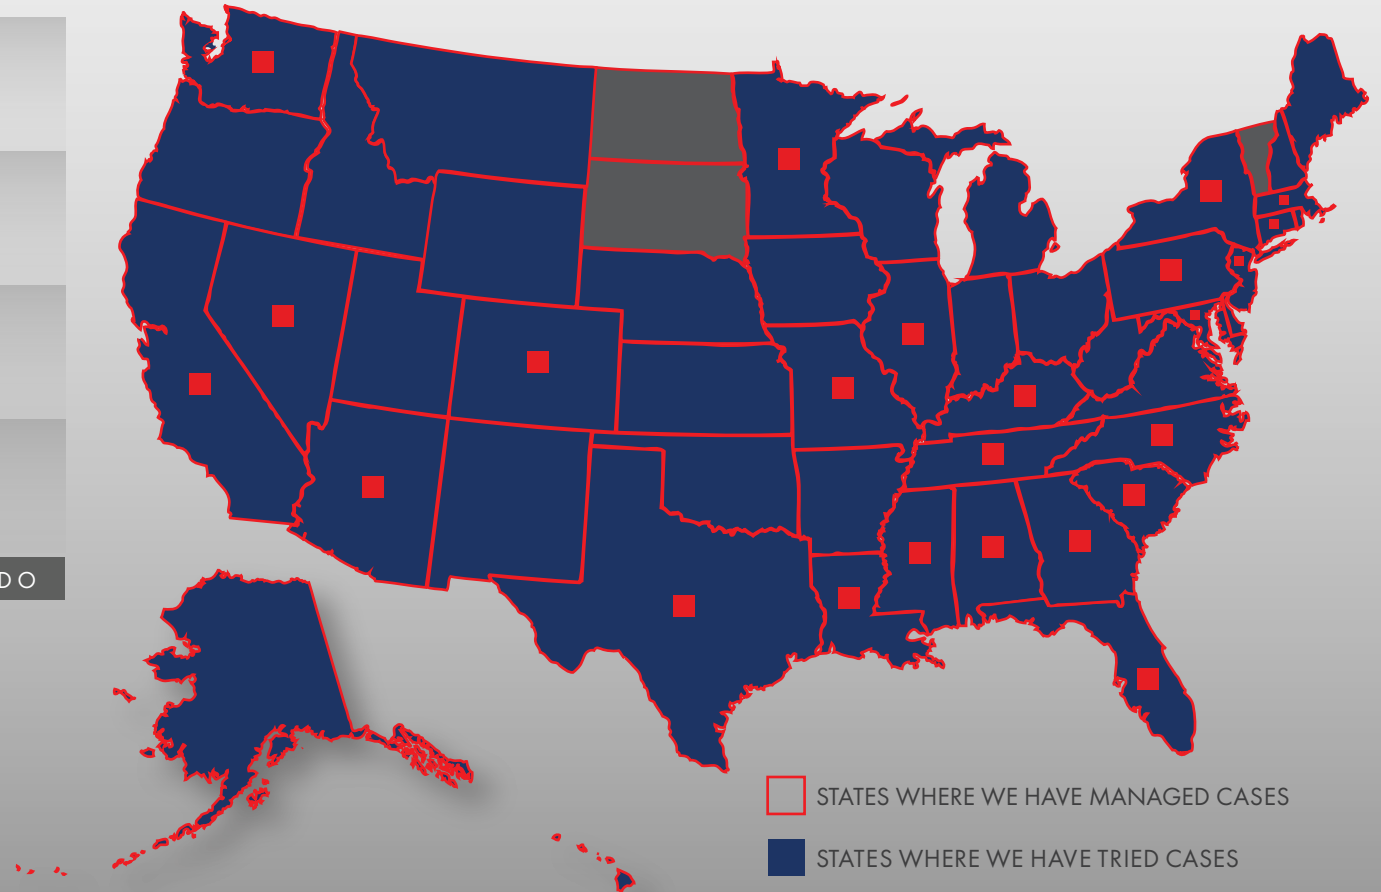 DO
STATES WHERE WE HAVE MANAGED CASES
STATES WHERE WE HAVE TRIED CASES